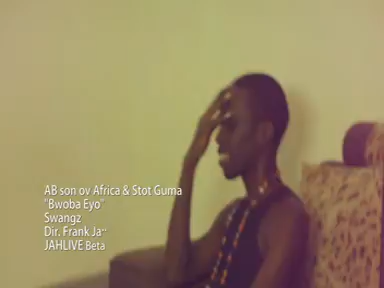 AB son ov Africa & Stot Guma
"Bwoba Eyo"
Swangz
Dir. Frank
JAHLIVE Beta